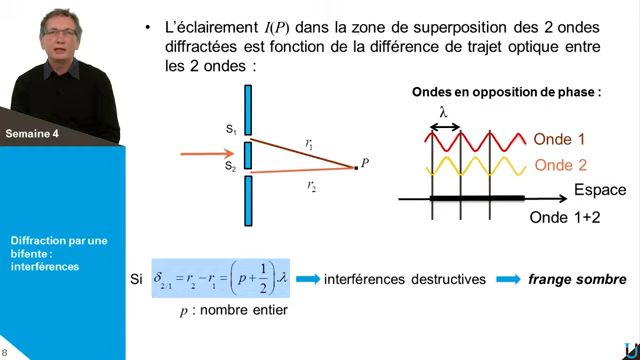 • L'éclairement I(P) dans la zone de superposition des 2 ondes
diffractées est fonction de la différence de trajet optique entre
les 2 ondes :
Ondes en opposition de phase :
λ
S1
r1
P
S2
r2
Onde 1
Onde 2
Espace
Onde 1+2
Semaine 4
Diffraction par une
bifente :
interférences
Si δ2/1 = r2 − r1 = (p + 1/2).λ interférences destructives frange sombre
p : nombre entier
8